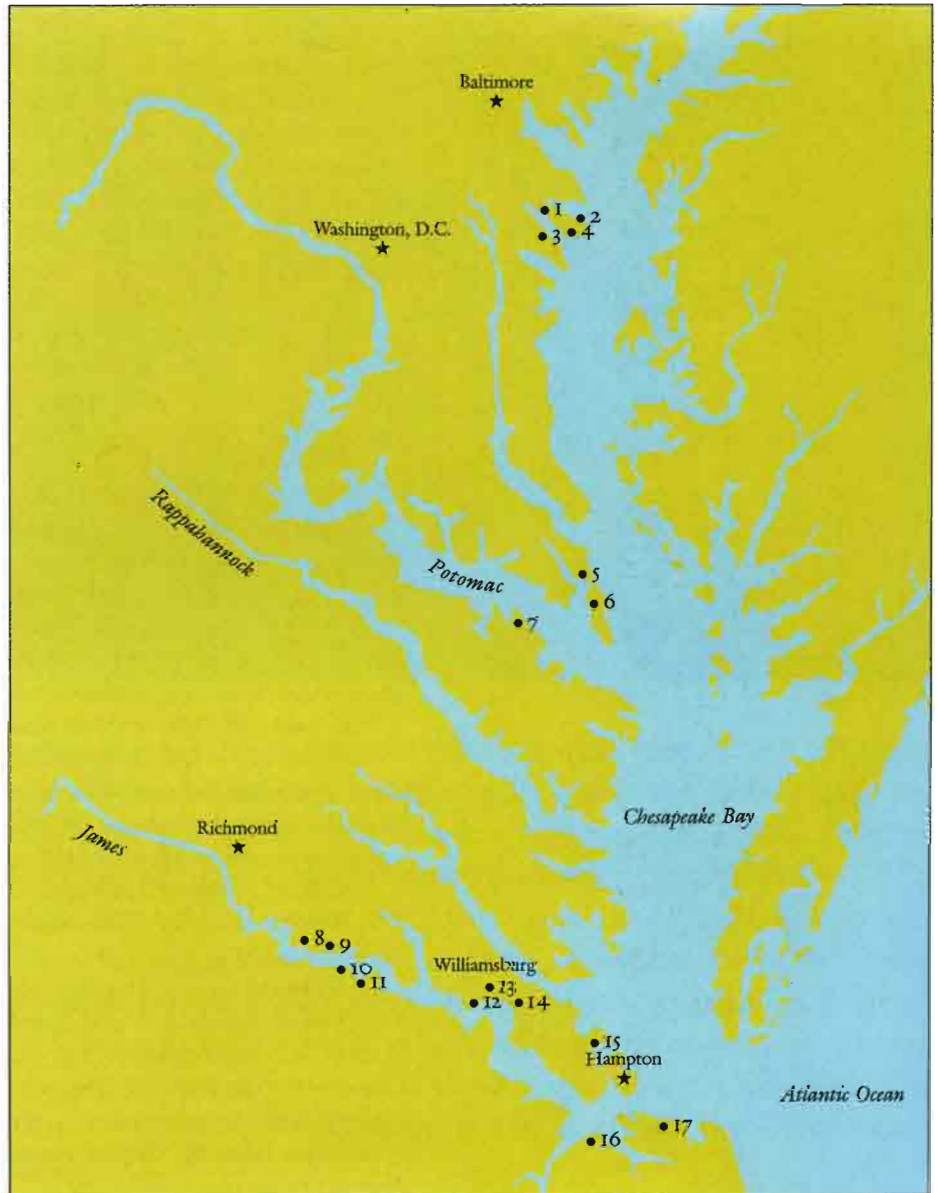 Baltimore
1
2
3
4
Washington, D.C.
Rappahannock
Potomac
5
6
7
Chesapeake Bay
James
Richmond
8
9
10
11
Williamsburg
13
12
14
15
Hampton
Atlantic Ocean
16
17